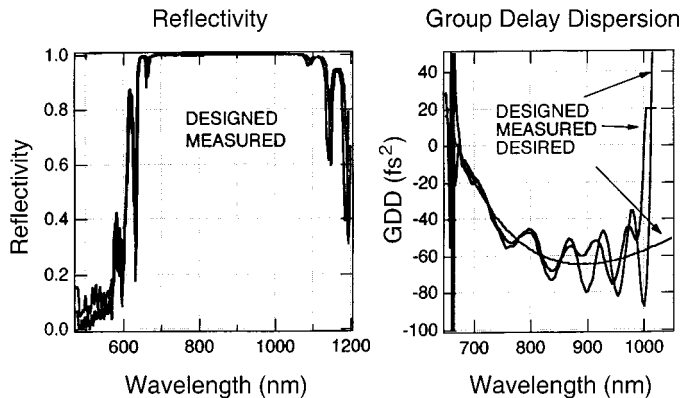 Reflectivity
Reflectivity
1.0
0.8
0.6
0.4
0.2
0.0
DESIGNED
MEASURED
600
800
1000
1200
Wavelength (nm)
Group Delay Dispersion
GDD (fs²)
40
20
0
-20
-40
-60
-80
-100
DESIGNED
MEASURED
DESIRED
700
800
900
1000
Wavelength (nm)